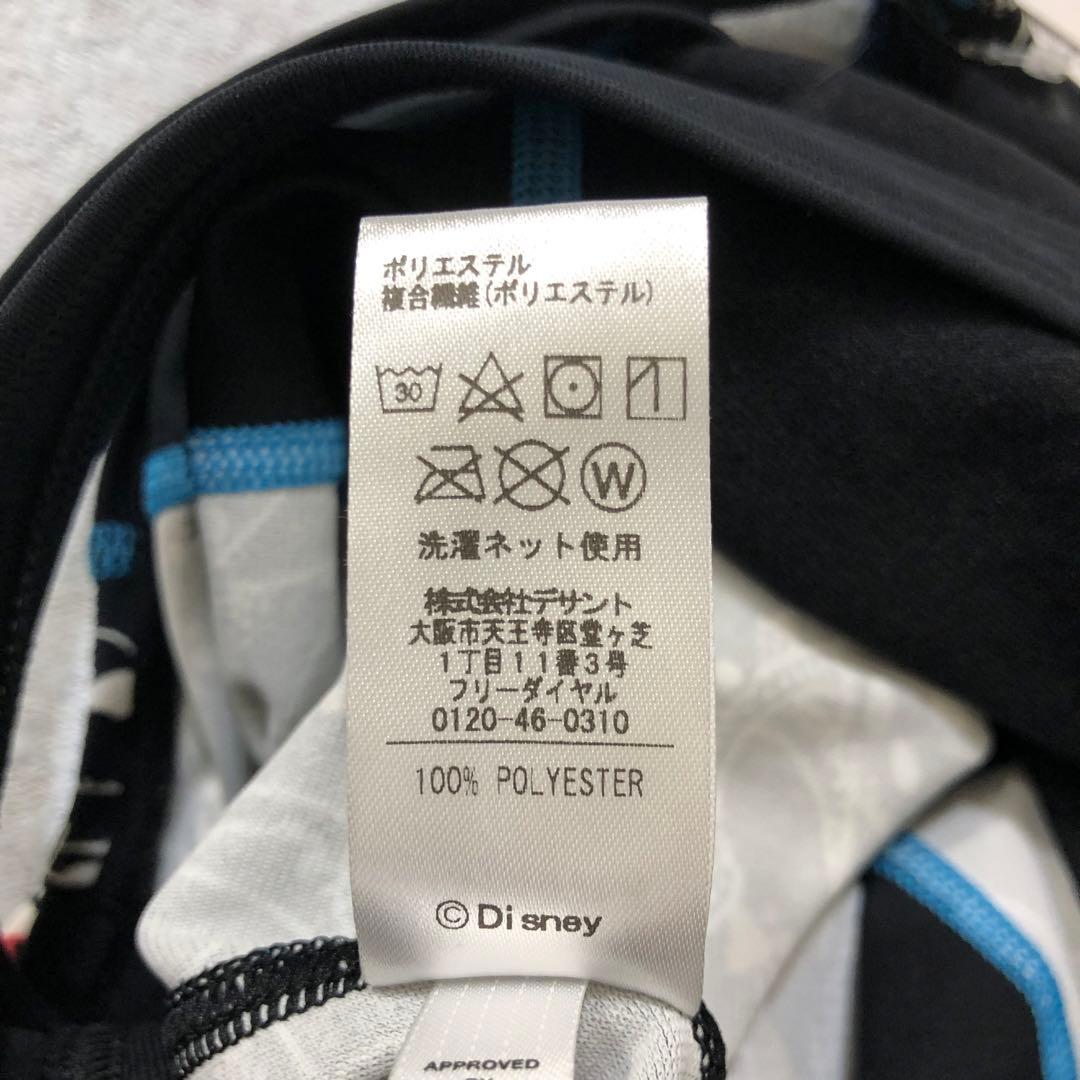 ポリエステル
複合繊維(ポリエステル)
30
W
洗濯ネット使用
株式会社デサント
大阪市天王寺区堂ヶ芝
1丁目11番3号
フリーダイヤル
0120-46-0310
100% POLYESTER
©Disney
APPROVED